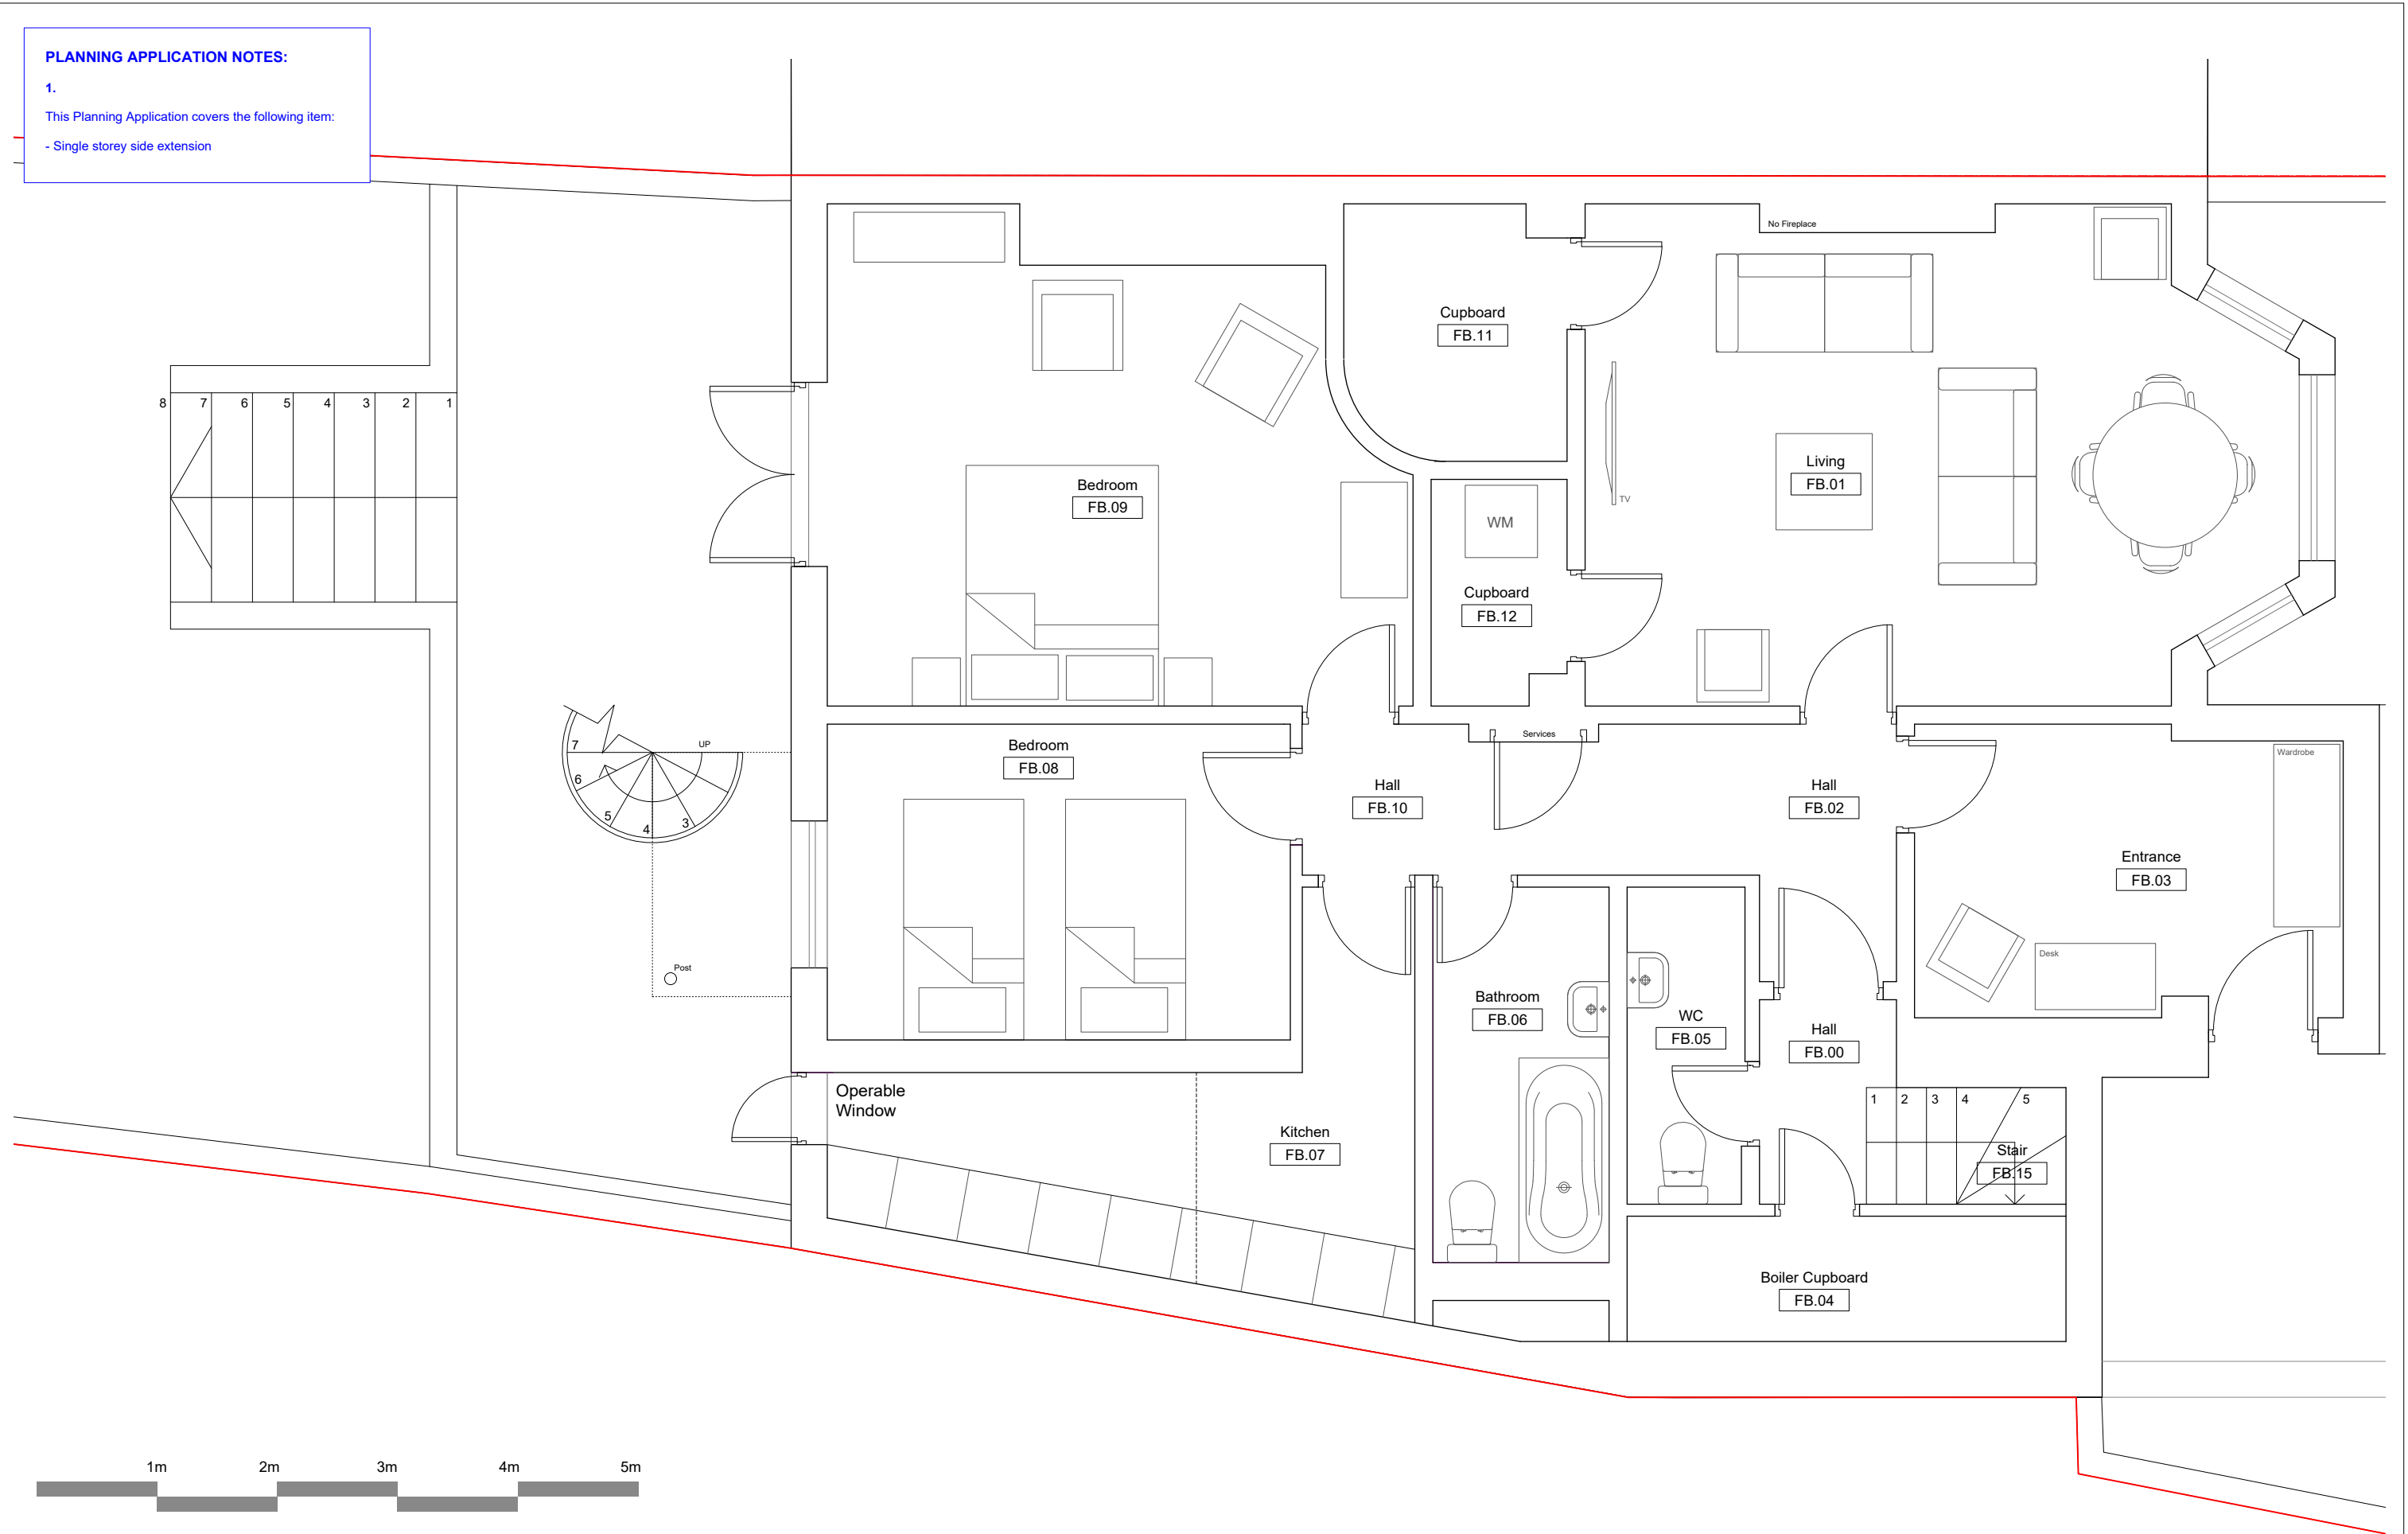 PLANNING APPLICATION NOTES:
1.
This Planning Application covers the following item:
- Single storey side extension
No Fireplace
Cupboard
FB.11
8 7 6 5 4 3 2 1
Living
FB.01
Bedroom
FB.09
TV
WM
Cupboard
FB.12
Services
UP
7
6
5
4
3
Bedroom
FB.08
Wardrobe
Hall
FB.10
Hall
FB.02
Entrance
FB.03
Desk
Post
Bathroom
FB.06
WC
FB.05
Hall
FB.00
Operable
Window
1 2 3 4 5
Kitchen
FB.07
Stair
FB.15
Boiler Cupboard
FB.04
1m 2m 3m 4m 5m